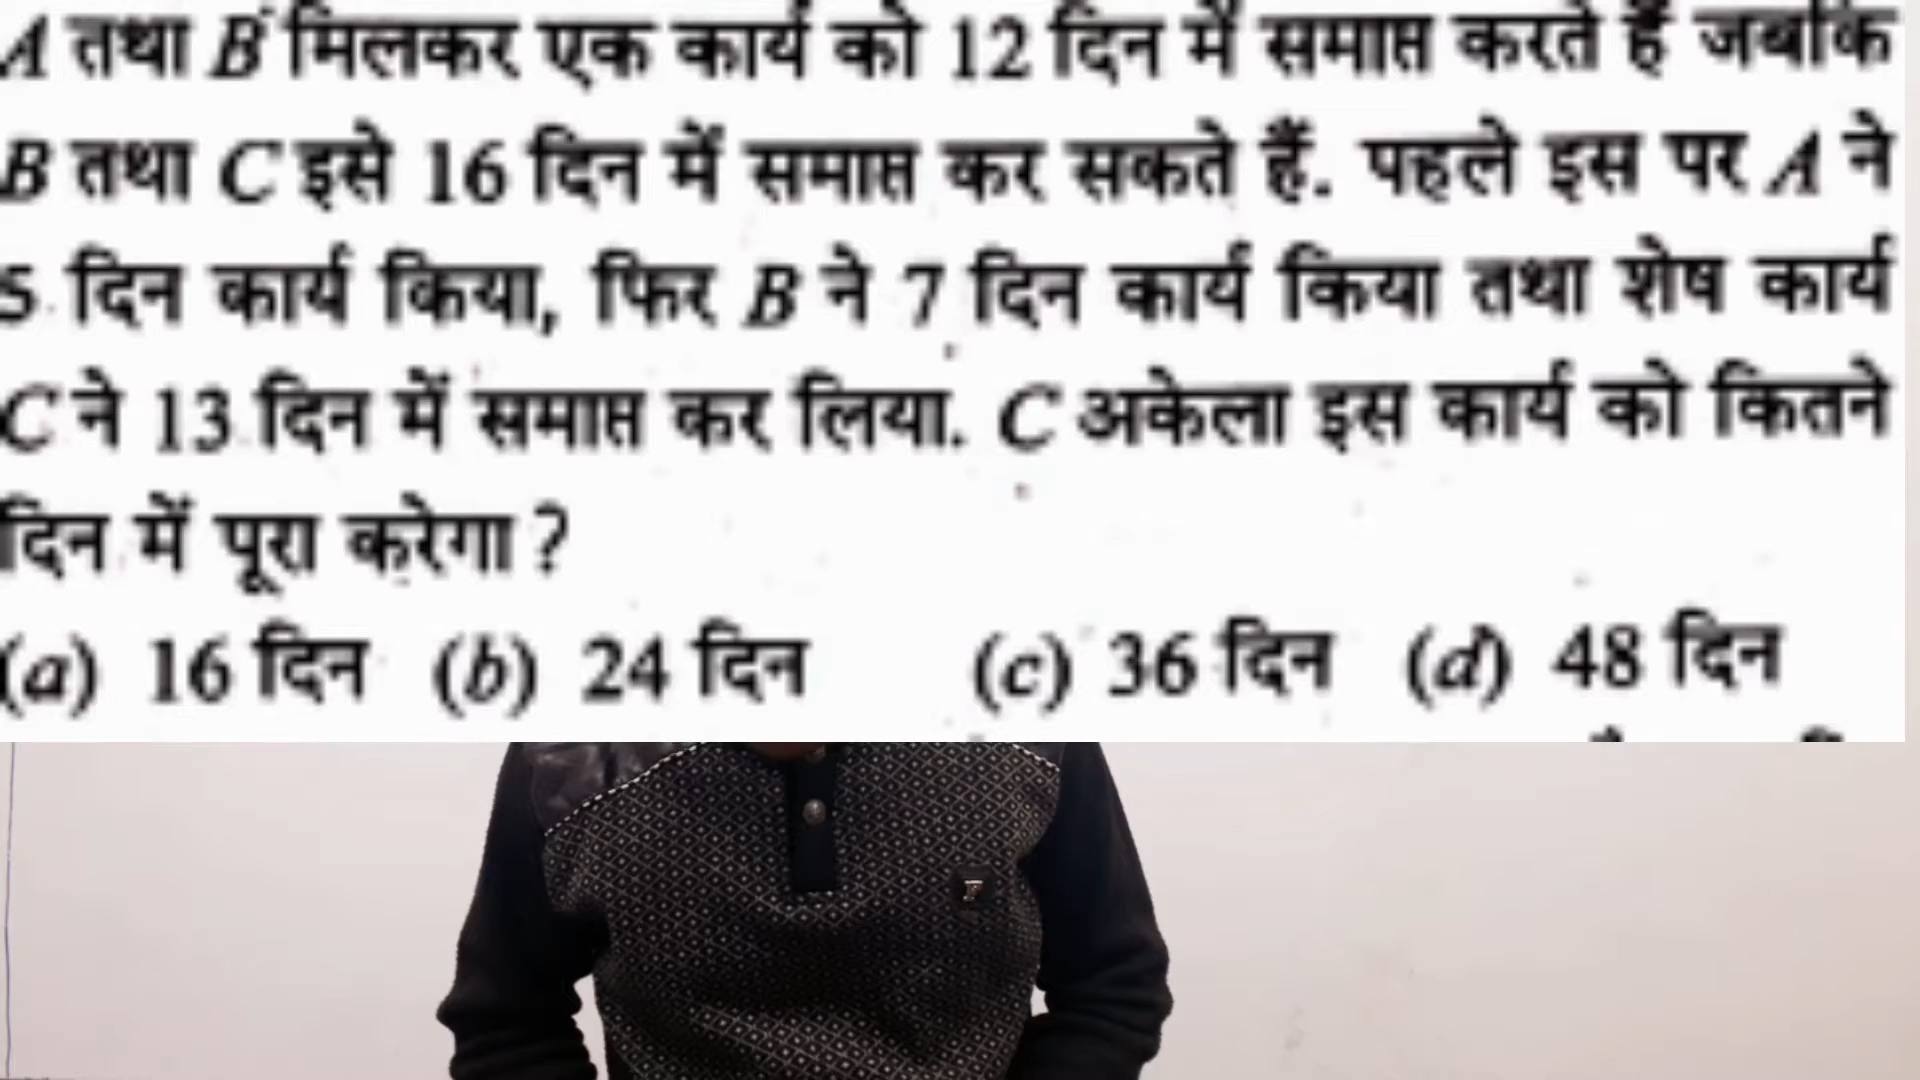 A तथा B मिलकर एक कार्य को 12 दिन में समाप्त करते हैं जबकि
B तथा C इसे 16 दिन में समाप्त कर सकते हैं. पहले इस पर A ने
5 दिन कार्य किया, फिर B ने 7 दिन कार्य किया तथा शेष कार्य
C ने 13 दिन में समाप्त कर लिया. C अकेला इस कार्य को कितने
दिन में पूरा करेगा ?
(a) 16 दिन (b) 24 दिन (c) 36 दिन (d) 48 दिन